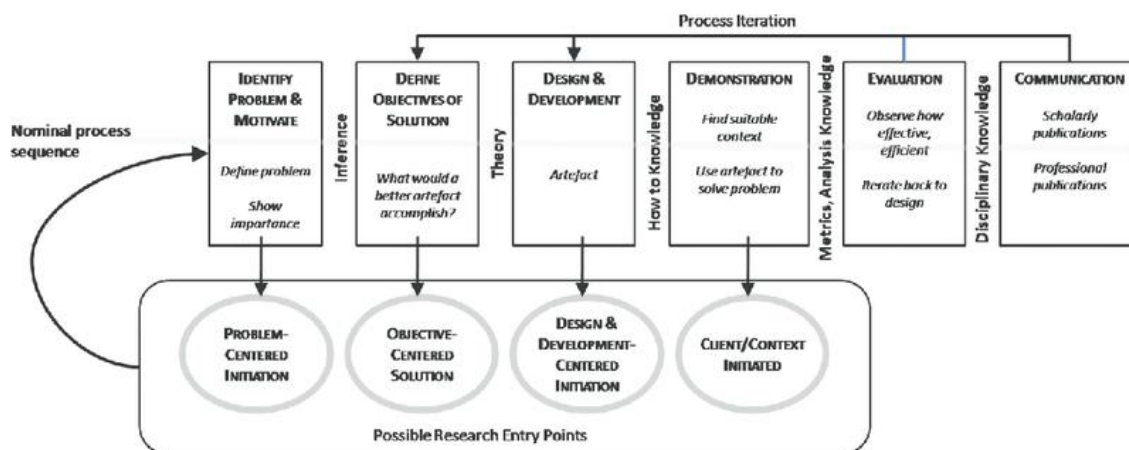 Process Iteration
Nominal process
sequence
IDENTIFY
PROBLEM &
MOTIVATE
Define problem
Show
importance
Inference
DEFINE
OBJECTIVES OF
SOLUTION
What would a
better artefact
accomplish?
Theory
DESIGN &
DEVELOPMENT
Artefact
How to Knowledge
DEMONSTRATION
Find suitable
context
Use artefact to
solve problem
Metrics, Analysis Knowledge
EVALUATION
Observe how
effective,
efficient
Iterate back to
design
Disciplinary Knowledge
COMMUNICATION
Scholarly
publications
Professional
publications
PROBLEM-
CENTERED
INITIATION
OBJECTIVE-
CENTERED
SOLUTION
DESIGN &
DEVELOPMENT-
CENTERED
INITIATION
CLIENT/CONTEXT
INITIATED
Possible Research Entry Points